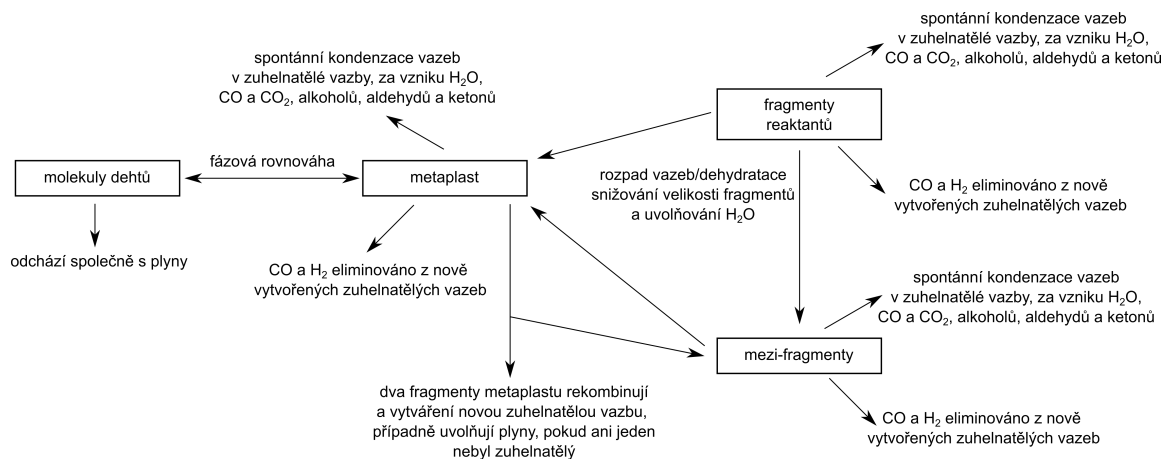 spontánní kondenzace vazeb
v zuhelnatělé vazby, za vzniku H₂O,
CO a CO₂, alkoholů, aldehydů a ketonů
fragmenty
reaktantů
spontánní kondenzace vazeb
v zuhelnatělé vazby, za vzniku H₂O,
CO a CO₂, alkoholů, aldehydů a ketonů
molekuly dehtů
fázová rovnováha
metaplast
rozpad vazeb/dehydratace
snižování velikosti fragmentů
a uvolňování H₂O
CO a H₂ eliminováno z nově
vytvořených zuhelnatělých vazeb
odchází společně s plyny
CO a H₂ eliminováno z nově
vytvořených zuhelnatělých vazeb
spontánní kondenzace vazeb
v zuhelnatělé vazby, za vzniku H₂O,
CO a CO₂, alkoholů, aldehydů a ketonů
mezi-fragmenty
dva fragmenty metaplastu rekombinují
a vytváření novou zuhelnatělou vazbu,
případně uvolňují plyny, pokud ani jeden
nebyl zuhelnatělý
CO a H₂ eliminováno z nově
vytvořených zuhelnatělých vazeb